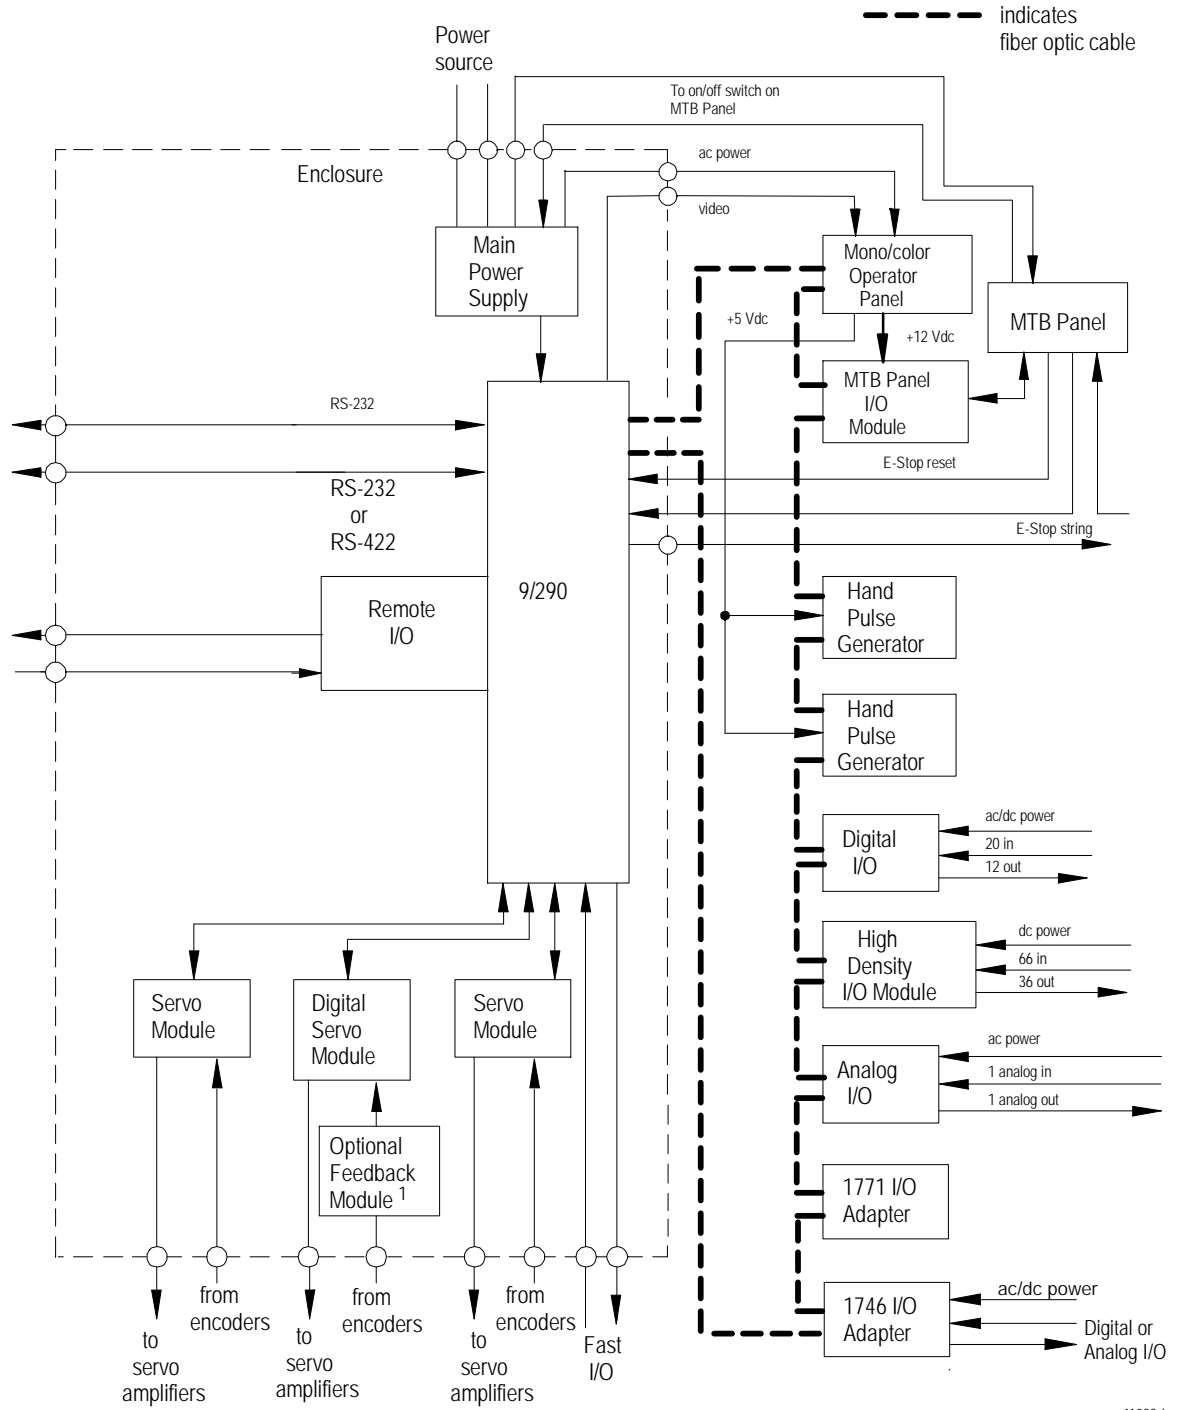 indicates
fiber optic cable
Power
source
To on/off switch on
MTB Panel
ac power
Enclosure
video
Main
Power
Supply
Mono/color
Operator
Panel
MTB Panel
+5 Vdc
+12 Vdc
MTB Panel
I/O
Module
RS-232
E-Stop reset
RS-232
or
RS-422
E-Stop string
9/290
Remote
I/O
Hand
Pulse
Generator
Hand
Pulse
Generator
Digital
I/O
ac/dc power
20 in
12 out
High
Density
I/O Module
dc power
66 in
36 out
Servo
Module
Digital
Servo
Module
Servo
Module
Analog
I/O
ac power
1 analog in
1 analog out
Optional
Feedback
Module 1
1771 I/O
Adapter
1746 I/O
Adapter
ac/dc power
Digital or
Analog I/O
to
servo
amplifiers
from
encoders
to
servo
amplifiers
from
encoders
to
servo
amplifiers
from
encoders
Fast
I/O